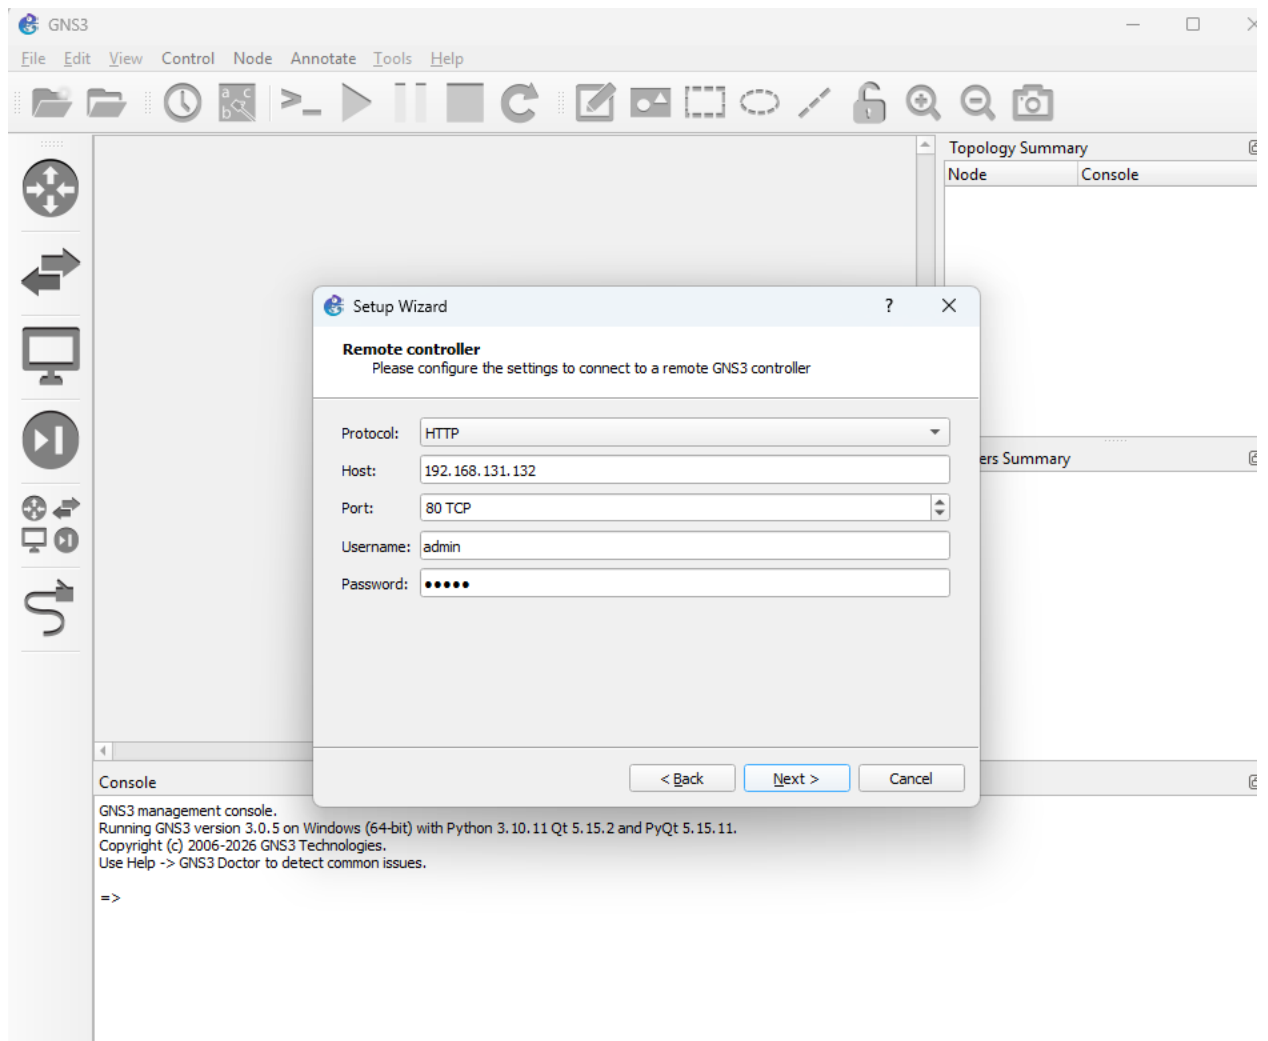 GNS3
File Edit View Control Node Annotate Tools Help
Topology Summary
Node Console
Setup Wizard
Remote controller
Please configure the settings to connect to a remote GNS3 controller
Protocol: HTTP
Host: 192.168.131.132
Port: 80 TCP
Username: admin
Password: •••••
< Back Next > Cancel
ers Summary
Console
GNS3 management console.
Running GNS3 version 3.0.5 on Windows (64-bit) with Python 3.10.11 Qt 5.15.2 and PyQt 5.15.11.
Copyright (c) 2006-2026 GNS3 Technologies.
Use Help -> GNS3 Doctor to detect common issues.
=>